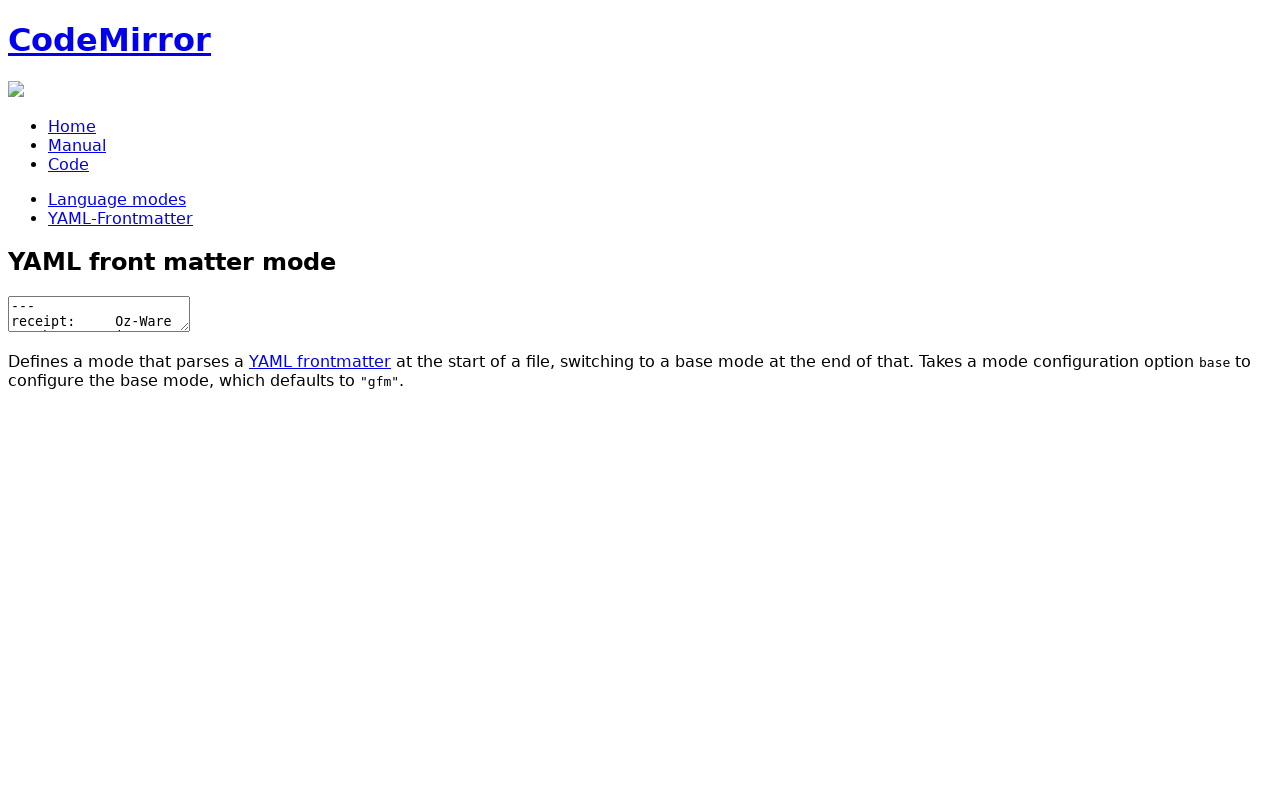 CodeMirror
Home
Manual
Code
Language modes
YAML-Frontmatter
YAML front matter mode
---
receipt:     Oz-Ware
Defines a mode that parses a YAML frontmatter at the start of a file, switching to a base mode at the end of that. Takes a mode configuration option base to
configure the base mode, which defaults to "gfm".